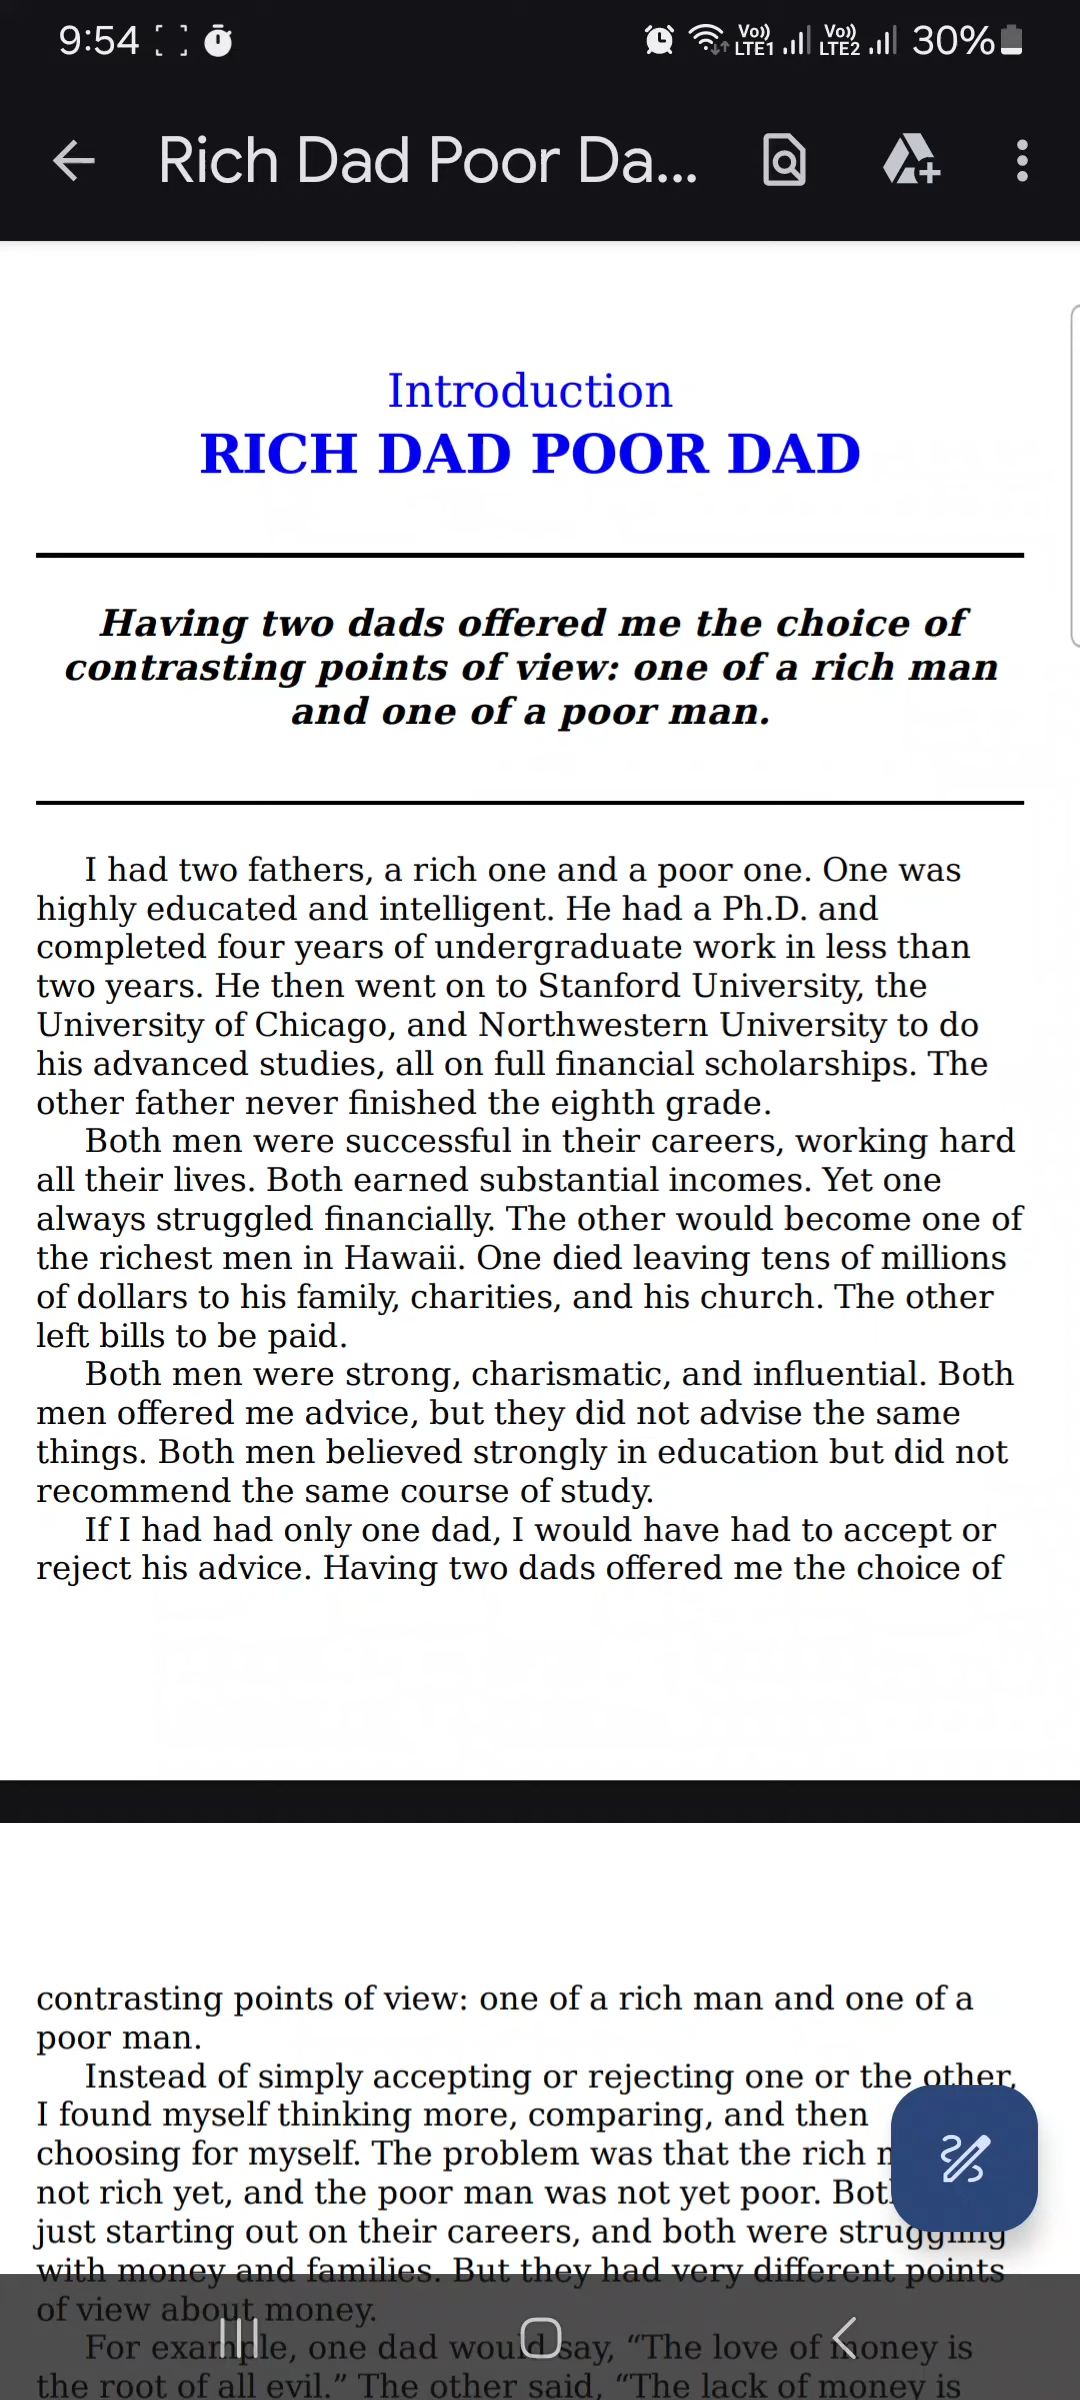 9:54
Vo)) LTE1 Vo)) LTE2 30%
Rich Dad Poor Da...
Introduction
RICH DAD POOR DAD
Having two dads offered me the choice of
contrasting points of view: one of a rich man
and one of a poor man.
I had two fathers, a rich one and a poor one. One was
highly educated and intelligent. He had a Ph.D. and
completed four years of undergraduate work in less than
two years. He then went on to Stanford University, the
University of Chicago, and Northwestern University to do
his advanced studies, all on full financial scholarships. The
other father never finished the eighth grade.
Both men were successful in their careers, working hard
all their lives. Both earned substantial incomes. Yet one
always struggled financially. The other would become one of
the richest men in Hawaii. One died leaving tens of millions
of dollars to his family, charities, and his church. The other
left bills to be paid.
Both men were strong, charismatic, and influential. Both
men offered me advice, but they did not advise the same
things. Both men believed strongly in education but did not
recommend the same course of study.
If I had had only one dad, I would have had to accept or
reject his advice. Having two dads offered me the choice of
contrasting points of view: one of a rich man and one of a
poor man.
Instead of simply accepting or rejecting one or the other,
I found myself thinking more, comparing, and then
choosing for myself. The problem was that the rich
not rich yet, and the poor man was not yet poor.
just starting out on their careers, and both were struggling
with money and families. But they had very different points
of view about money.
For example, one dad would say, “The love of money is
the root of all evil.” The other said, “The lack of money is